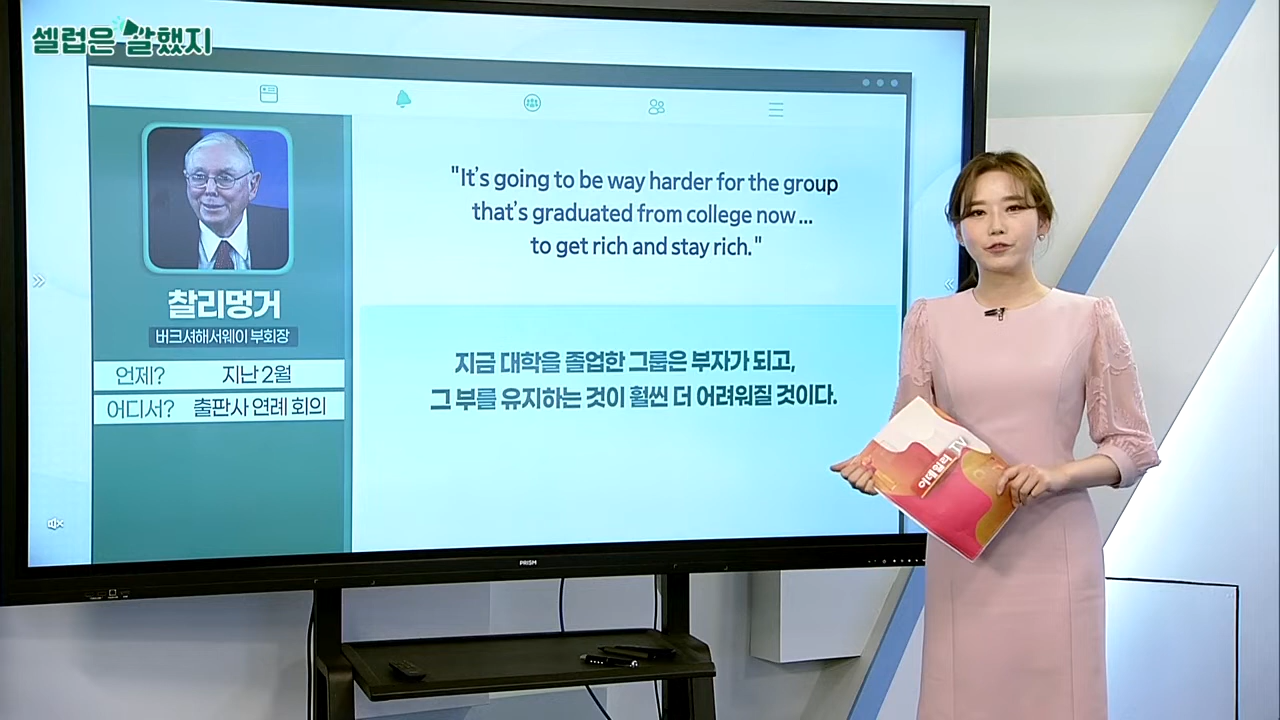 셀럽은 말했지
"It's going to be way harder for the group
that's graduated from college now ...
to get rich and stay rich."
찰리멍거
버크셔해서웨이 부회장
언제? 지난 2월
어디서? 출판사 연례 회의
지금 대학을 졸업한 그룹은 부자가 되고,
그 부를 유지하는 것이 훨씬 더 어려워질 것이다.
이데일리 TV
PRISM